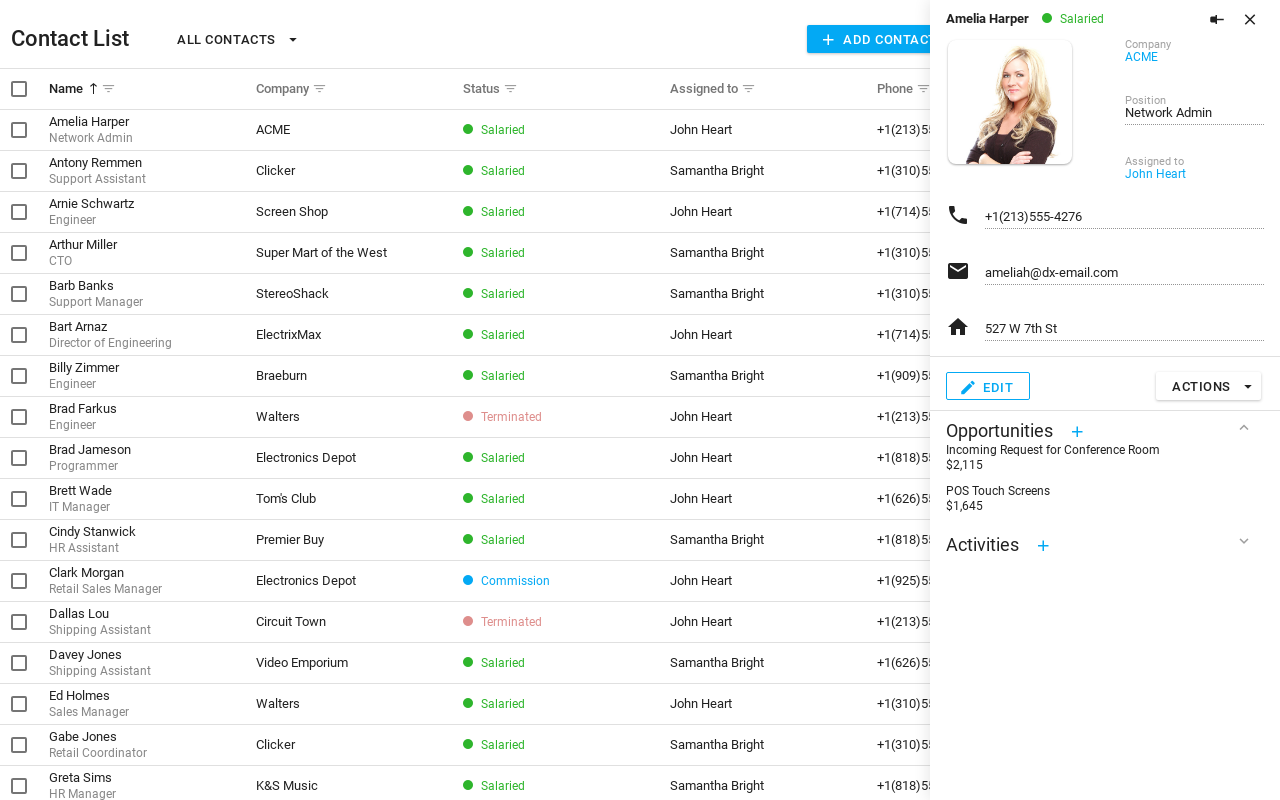 Contact List
ALL CONTACTS
ADD CONTACT
Name
Company
Status
Assigned to
Phone
Amelia Harper
Network Admin
ACME
Salaried
John Heart
+1(213)55
Antony Remmen
Support Assistant
Clicker
Salaried
Samantha Bright
+1(310)55
Arnie Schwartz
Engineer
Screen Shop
Salaried
John Heart
+1(714)55
Arthur Miller
CTO
Super Mart of the West
Salaried
Samantha Bright
+1(310)55
Barb Banks
Support Manager
StereoShack
Salaried
Samantha Bright
+1(310)55
Bart Arnaz
Director of Engineering
ElectrixMax
Salaried
John Heart
+1(714)55
Billy Zimmer
Engineer
Braeburn
Salaried
Samantha Bright
+1(909)55
Brad Farkus
Engineer
Walters
Terminated
John Heart
+1(213)55
Brad Jameson
Programmer
Electronics Depot
Salaried
John Heart
+1(818)55
Brett Wade
IT Manager
Tom's Club
Salaried
John Heart
+1(626)55
Cindy Stanwick
HR Assistant
Premier Buy
Salaried
Samantha Bright
+1(818)55
Clark Morgan
Retail Sales Manager
Electronics Depot
Commission
John Heart
+1(925)55
Dallas Lou
Shipping Assistant
Circuit Town
Terminated
John Heart
+1(213)55
Davey Jones
Shipping Assistant
Video Emporium
Salaried
Samantha Bright
+1(626)55
Ed Holmes
Sales Manager
Walters
Salaried
John Heart
+1(310)55
Gabe Jones
Retail Coordinator
Clicker
Salaried
Samantha Bright
+1(310)55
Greta Sims
HR Manager
K&S Music
Salaried
Samantha Bright
+1(818)55
Amelia Harper
Salaried
Company
ACME
Position
Network Admin
Assigned to
John Heart
+1(213)555-4276
ameliah@dx-email.com
527 W 7th St
EDIT
ACTIONS
Opportunities
Incoming Request for Conference Room
$2,115
POS Touch Screens
$1,645
Activities